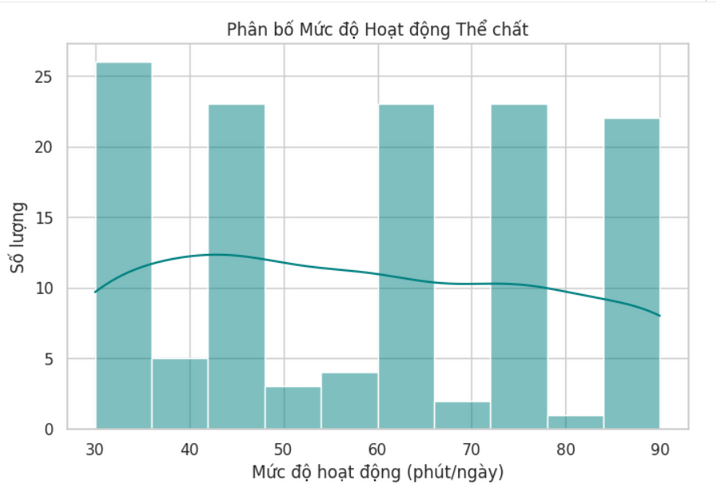 Phân bố Mức độ Hoạt động Thể chất
Số lượng
25
20
15
10
5
0
30 40 50 60 70 80 90
Mức độ hoạt động (phút/ngày)